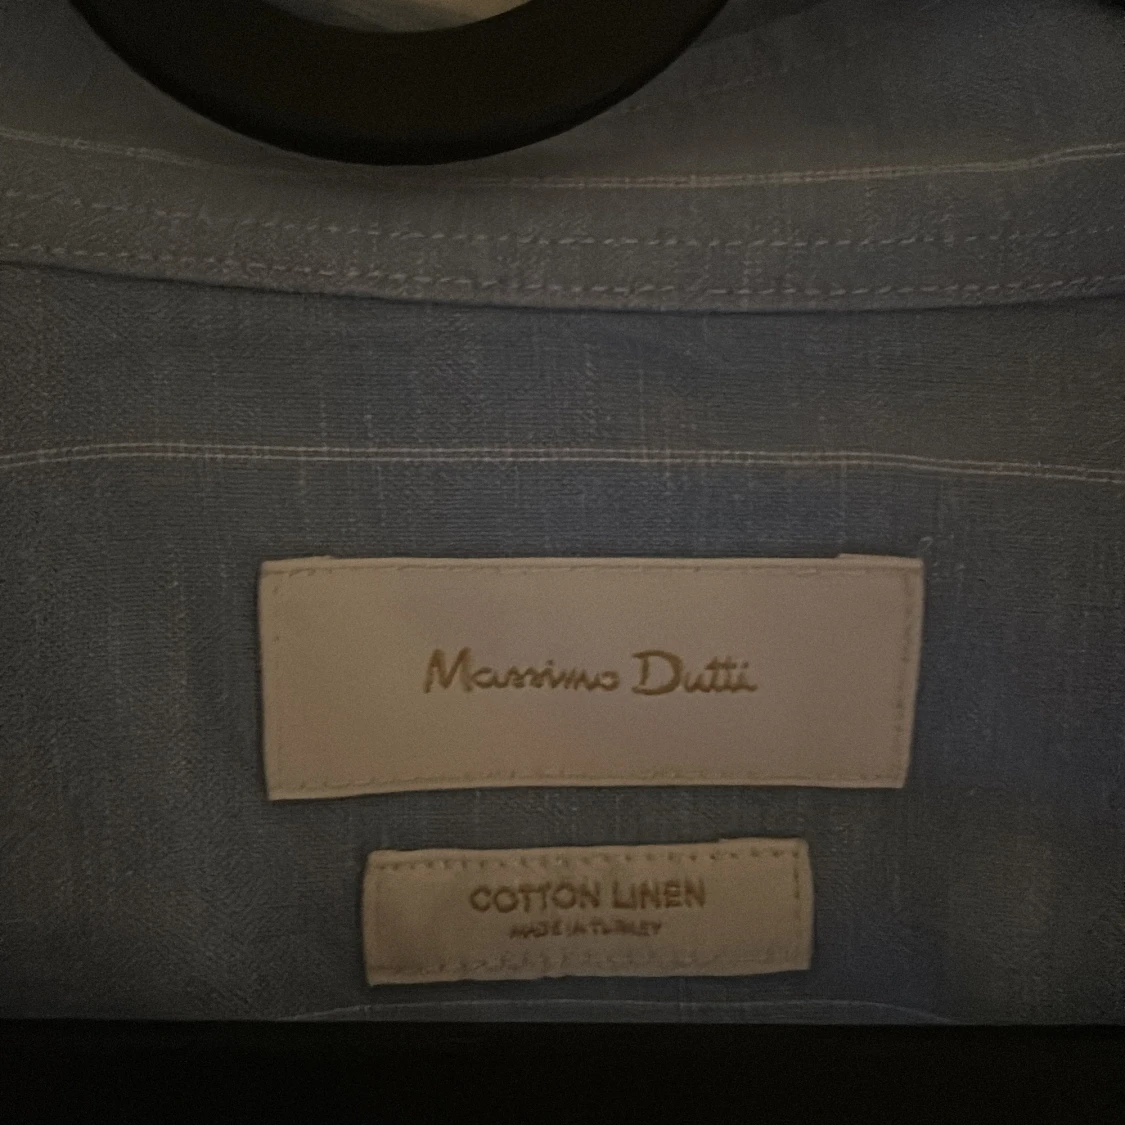 Massimo Dutti
COTTON LINEN
MADE IN TURKEY